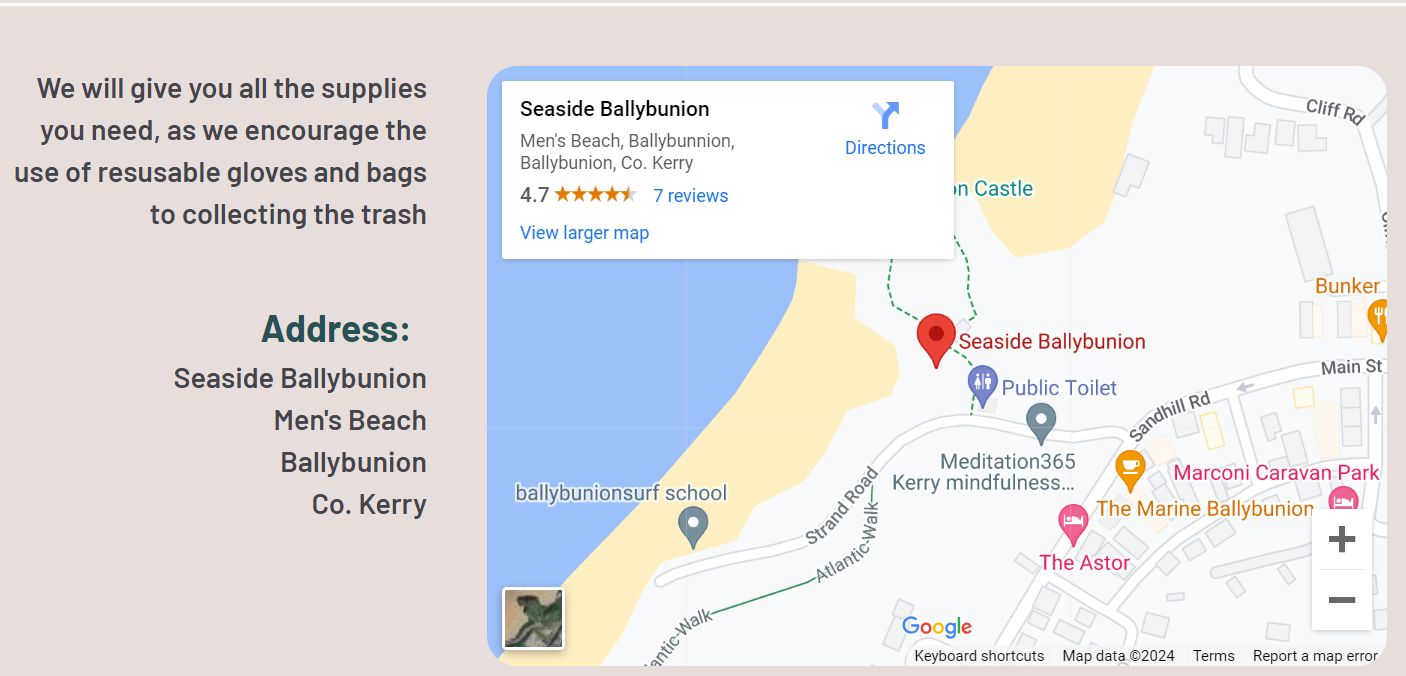 We will give you all the supplies
you need, as we encourage the
use of resusable gloves and bags
to collecting the trash
Address:
Seaside Ballybunion
Men's Beach
Ballybunion
Co. Kerry
Seaside Ballybunion
Men's Beach, Ballybunnion,
Ballybunion, Co. Kerry
4.7
7 reviews
View larger map
Directions
Cliff Rd
on Castle
Bunker
Seaside Ballybunion
Main St
Public Toilet
Sandhill Rd
Meditation365
Kerry mindfulness...
Marconi Caravan Park
ballybunionsurf school
The Marine Ballybunion
Strand Road
Atlantic-Walk
The Astor
antic-Walk
+
−
Google
Keyboard shortcuts
Map data ©2024
Terms
Report a map error